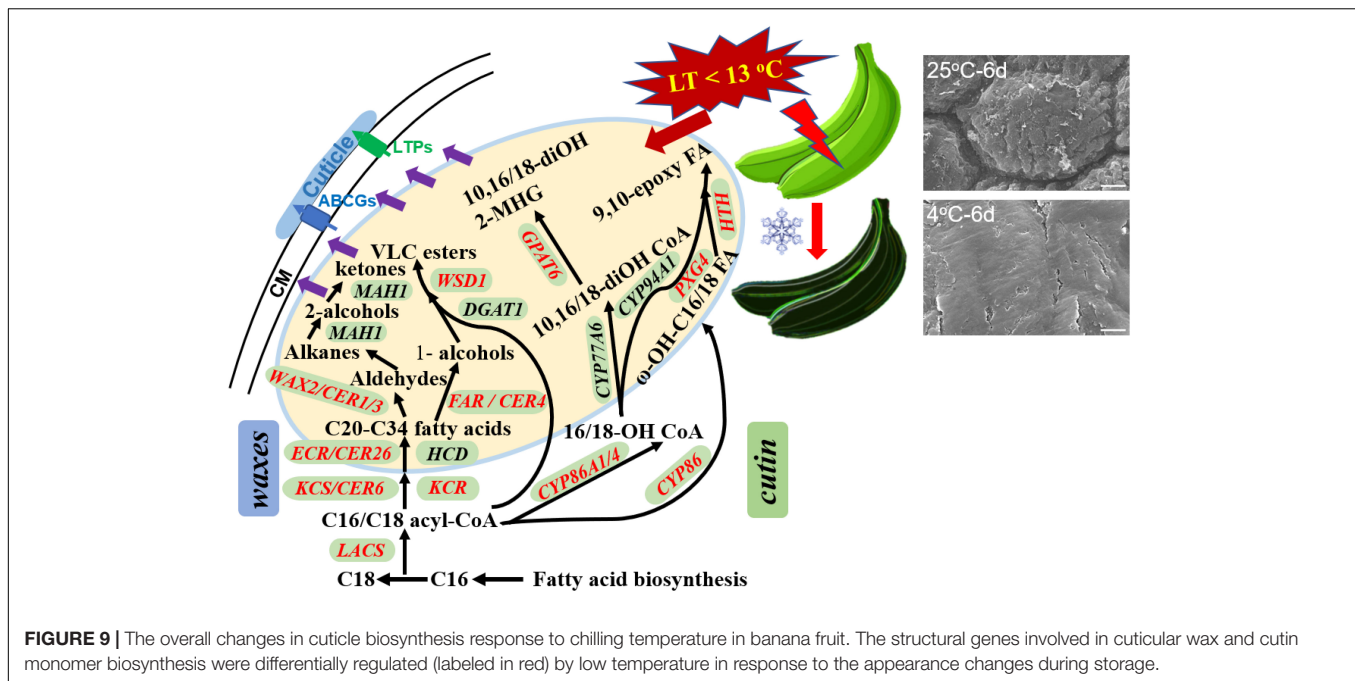 LT < 13 °C
25°C-6d
4°C-6d
Cuticle
LTPs
ABCGs
CM
10,16/18-diOH
2-MHG
9,10-epoxy FA
HTH
GPAT6
VLC esters
ketones
WSD1
MAH1
DGAT1
2-alcohols
MAH1
10,16/18-diOH CoA
CYP94A1
PXG4
ω-OH-C16/18 FA
CYP77A6
Alkanes
1- alcohols
Aldehydes
WAX2/CER1/3
FAR / CER4
C20-C34 fatty acids
16/18-OH CoA
waxes
ECR/CER26
HCD
KCS/CER6
KCR
CYP86A1/4
CYP86
cutin
C16/C18 acyl-CoA
LACS
C18
C16
Fatty acid biosynthesis
FIGURE 9 | The overall changes in cuticle biosynthesis response to chilling temperature in banana fruit. The structural genes involved in cuticular wax and cutin
monomer biosynthesis were differentially regulated (labeled in red) by low temperature in response to the appearance changes during storage.